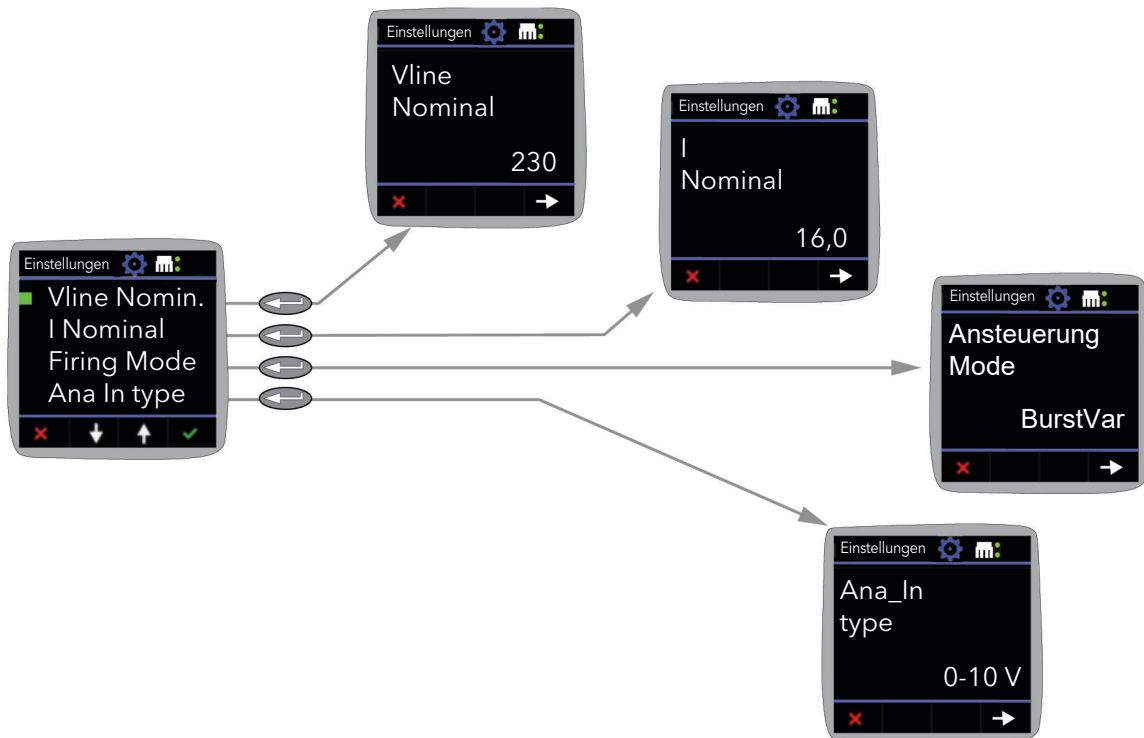 Einstellungen
Vline
Nominal
230
Einstellungen
I
Nominal
16,0
Einstellungen
Vline Nomin.
I Nominal
Firing Mode
Ana In type
Einstellungen
Ansteuerung
Mode
BurstVar
Einstellungen
Ana_In
type
0-10 V